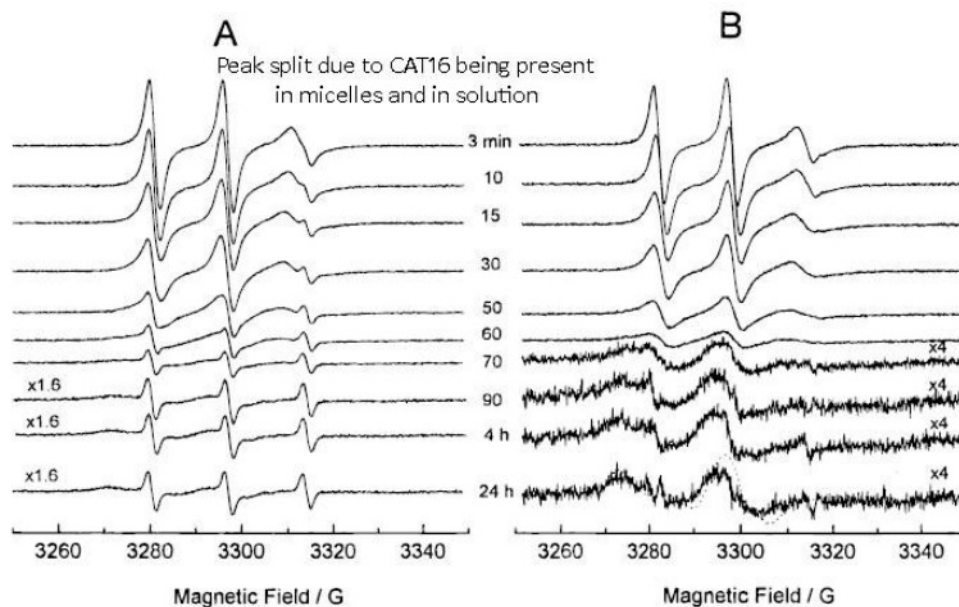 A
B
Peak split due to CAT16 being present
in micelles and in solution
3 min
10
15
30
50
60
70
x4
x1.6
90
x4
x1.6
4 h
x4
x1.6
24 h
x4
3260 3280 3300 3320 3340
3260 3280 3300 3320 3340
Magnetic Field / G
Magnetic Field / G